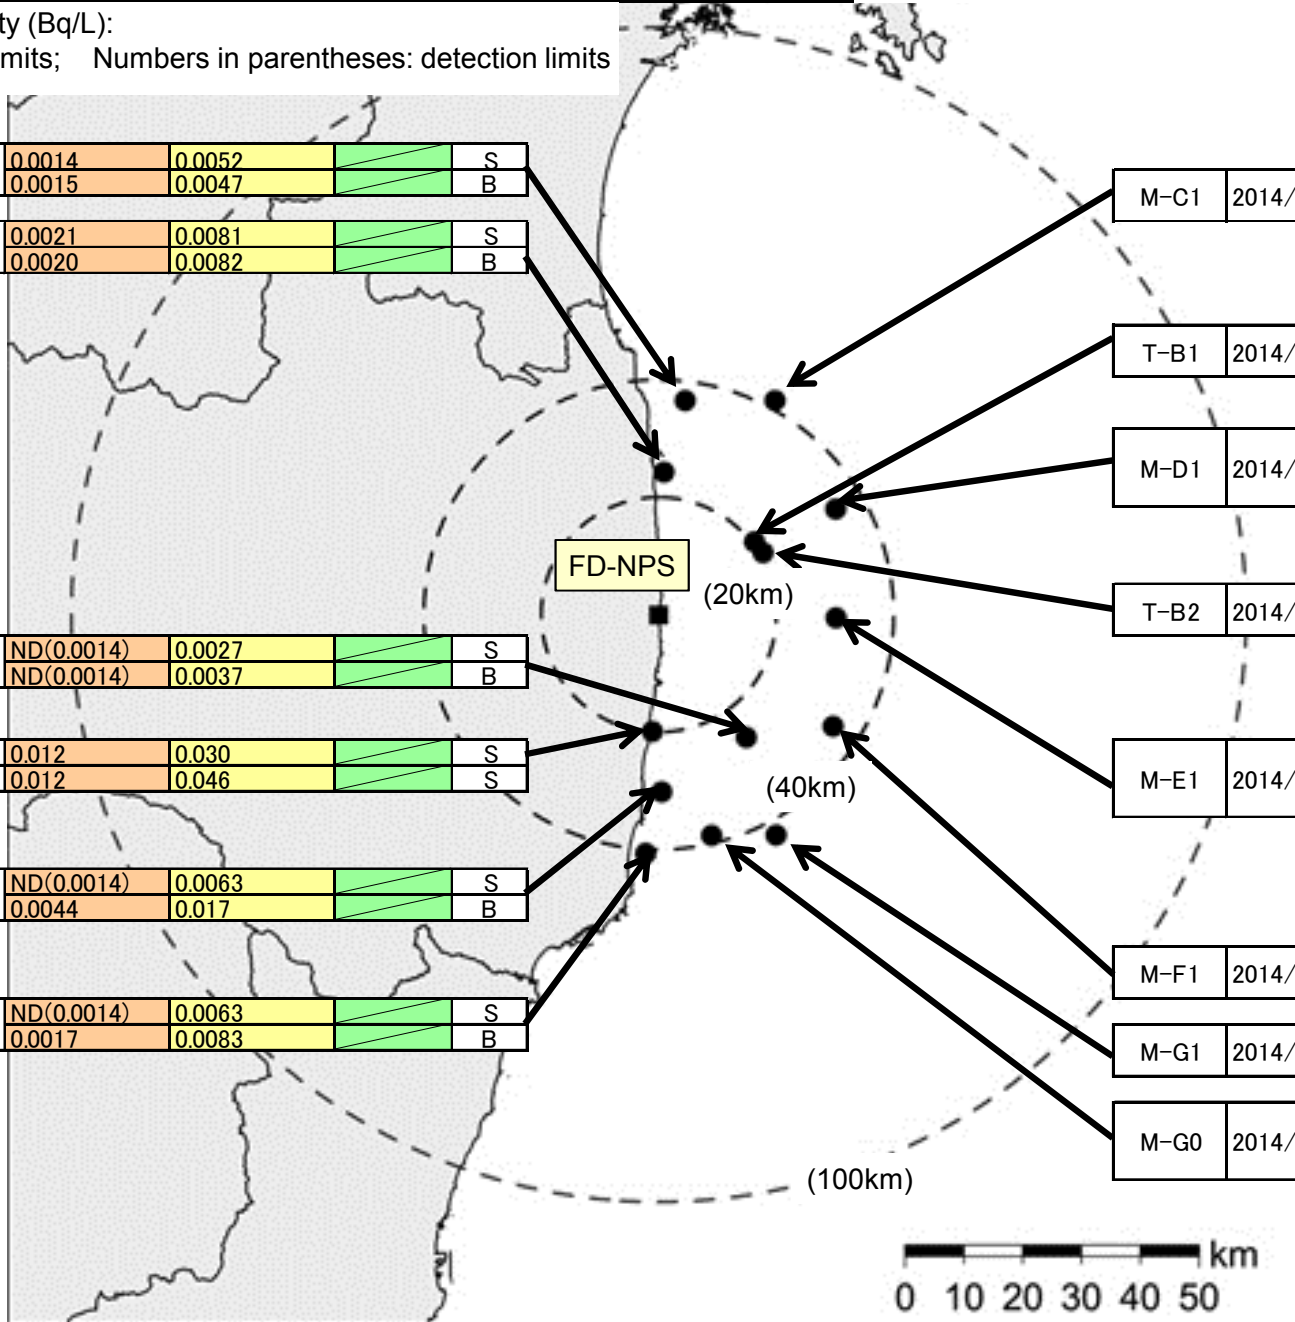 ty (Bq/L):
mits; Numbers in parentheses: detection limits
0.0014 0.0052 S
0.0015 0.0047 B
0.0021 0.0081 S
0.0020 0.0082 B
M-C1 2014/
T-B1 2014/
M-D1 2014/
FD-NPS
(20km)
T-B2 2014/
ND(0.0014) 0.0027 S
ND(0.0014) 0.0037 B
0.012 0.030 S
0.012 0.046 S
(40km)
M-E1 2014/
ND(0.0014) 0.0063 S
0.0044 0.017 B
M-F1 2014/
ND(0.0014) 0.0063 S
0.0017 0.0083 B
M-G1 2014/
M-G0 2014/
(100km)
km
0 10 20 30 40 50